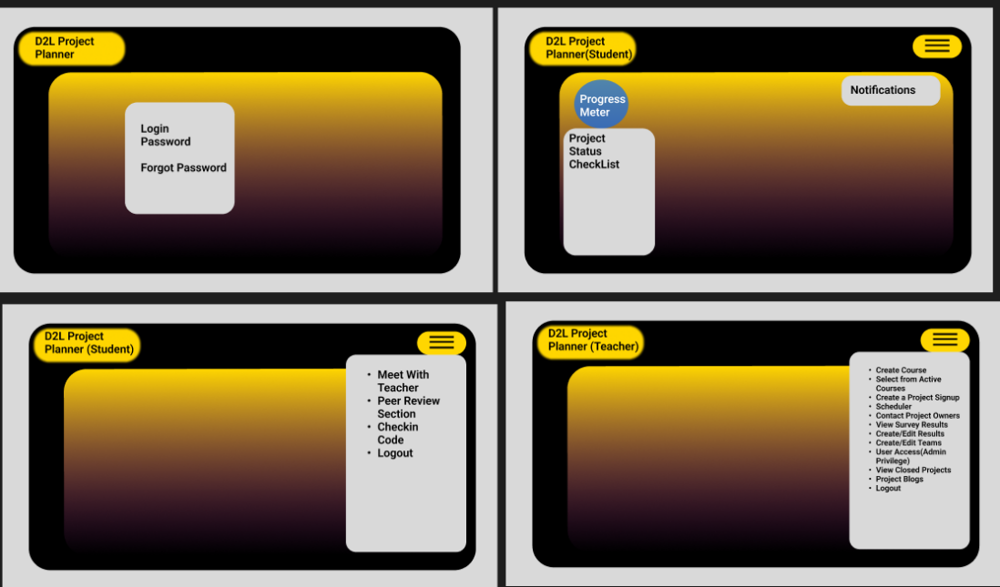 D2L Project
Planner
Login
Password
Forgot Password
D2L Project
Planner(Student)
Progress
Meter
Notifications
Project
Status
CheckList
D2L Project
Planner (Student)
• Meet With
Teacher
• Peer Review
Section
• Checkin
Code
• Logout
D2L Project
Planner (Teacher)
• Create Course
• Select from Active
Courses
• Create a Project Signup
• Scheduler
• Contact Project Owners
• View Survey Results
• Create/Edit Results
• Create/Edit Teams
• User Access(Admin
Privilege)
• View Closed Projects
• Project Blogs
• Logout